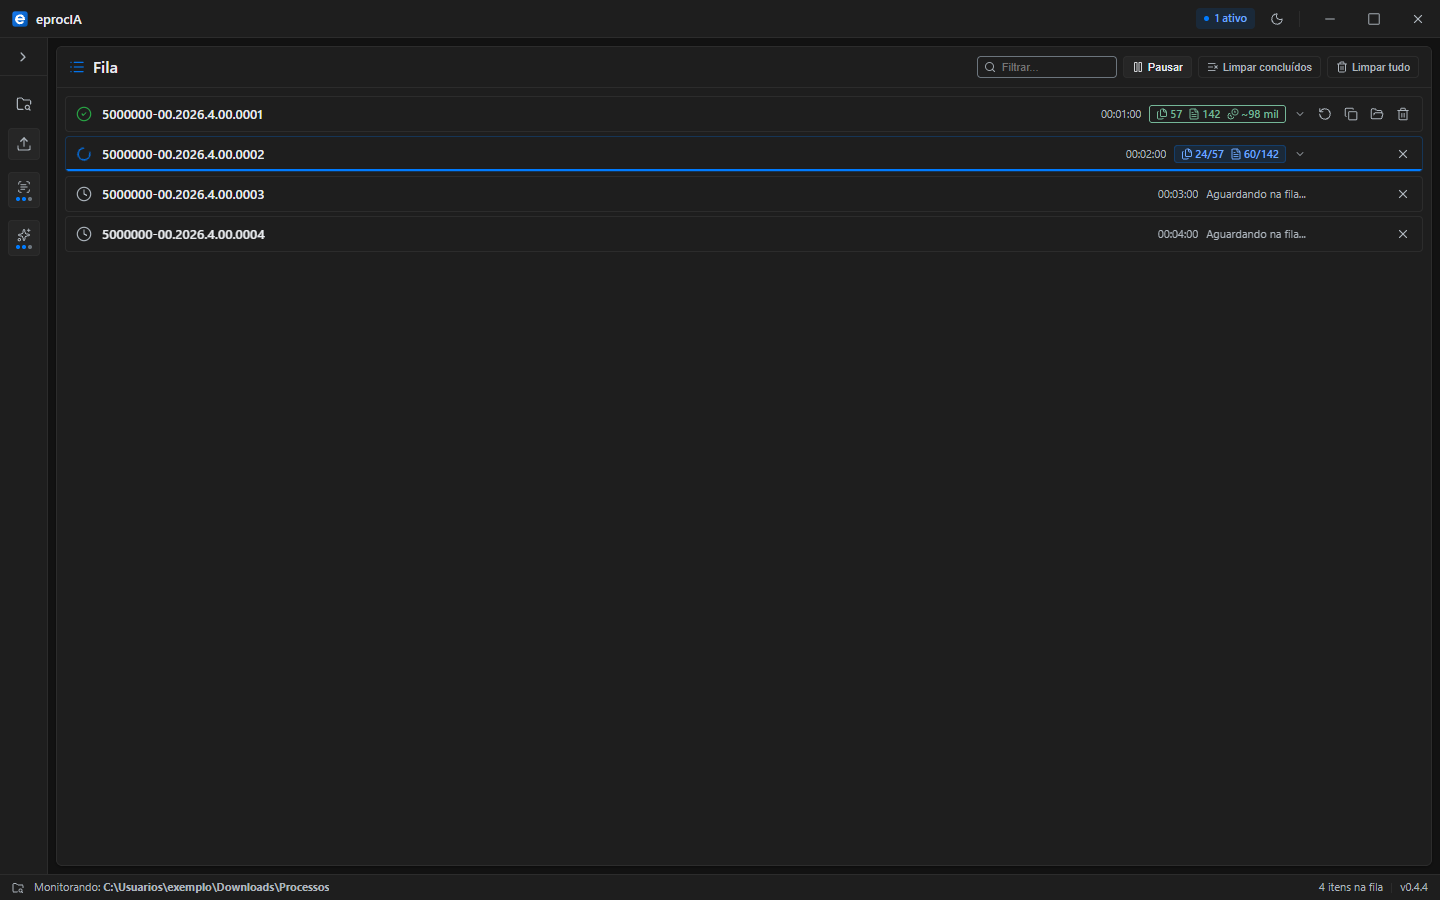 eprocIA
1 ativo
Fila
Filtrar...
Pausar
Limpar concluídos
Limpar tudo
5000000-00.2026.4.00.0001
00:01:00
57 142 ~98 mil
5000000-00.2026.4.00.0002
00:02:00
24/57 60/142
5000000-00.2026.4.00.0003
00:03:00 Aguardando na fila...
5000000-00.2026.4.00.0004
00:04:00 Aguardando na fila...
Monitorando: C:\Usuarios\exemplo\Downloads\Processos
4 itens na fila
v0.4.4